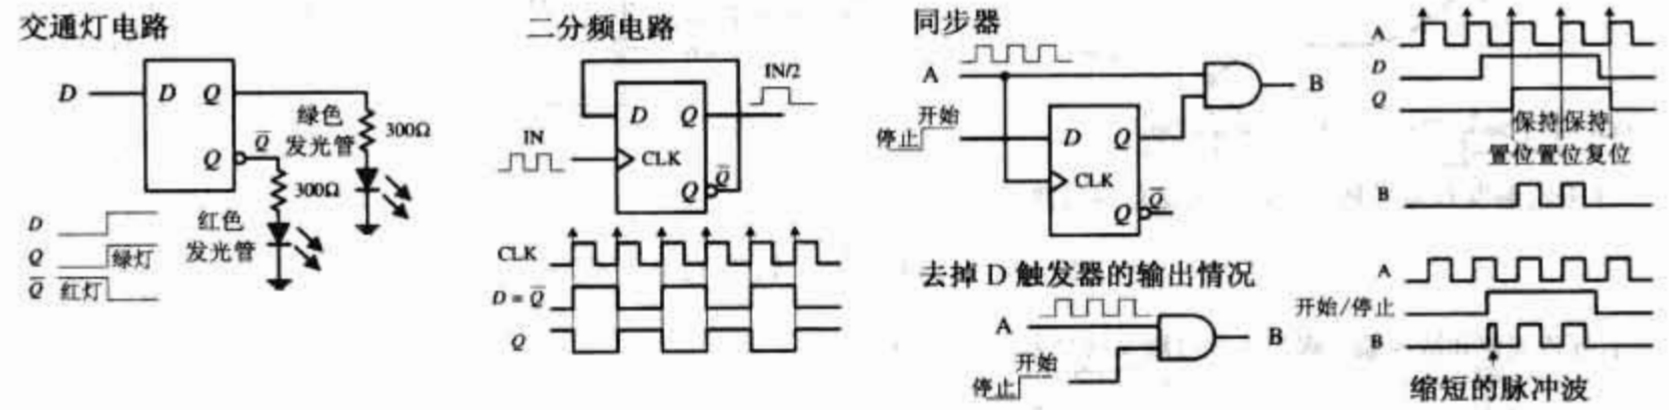 交通灯电路
D
D
Q
Q
Q̅
绿色
发光管
300Ω
300Ω
红色
发光管
D
Q
绿灯
Q̅
红灯
二分频电路
IN/2
IN
D
Q
CLK
Q
Q̅
CLK
D = Q̅
Q
同步器
A
B
开始
停止
D
Q
CLK
Q
Q̅
A
D
Q
保持 保持
置位置位复位
B
去掉 D 触发器的输出情况
A
B
开始
停止
A
开始/停止
B
缩短的脉冲波